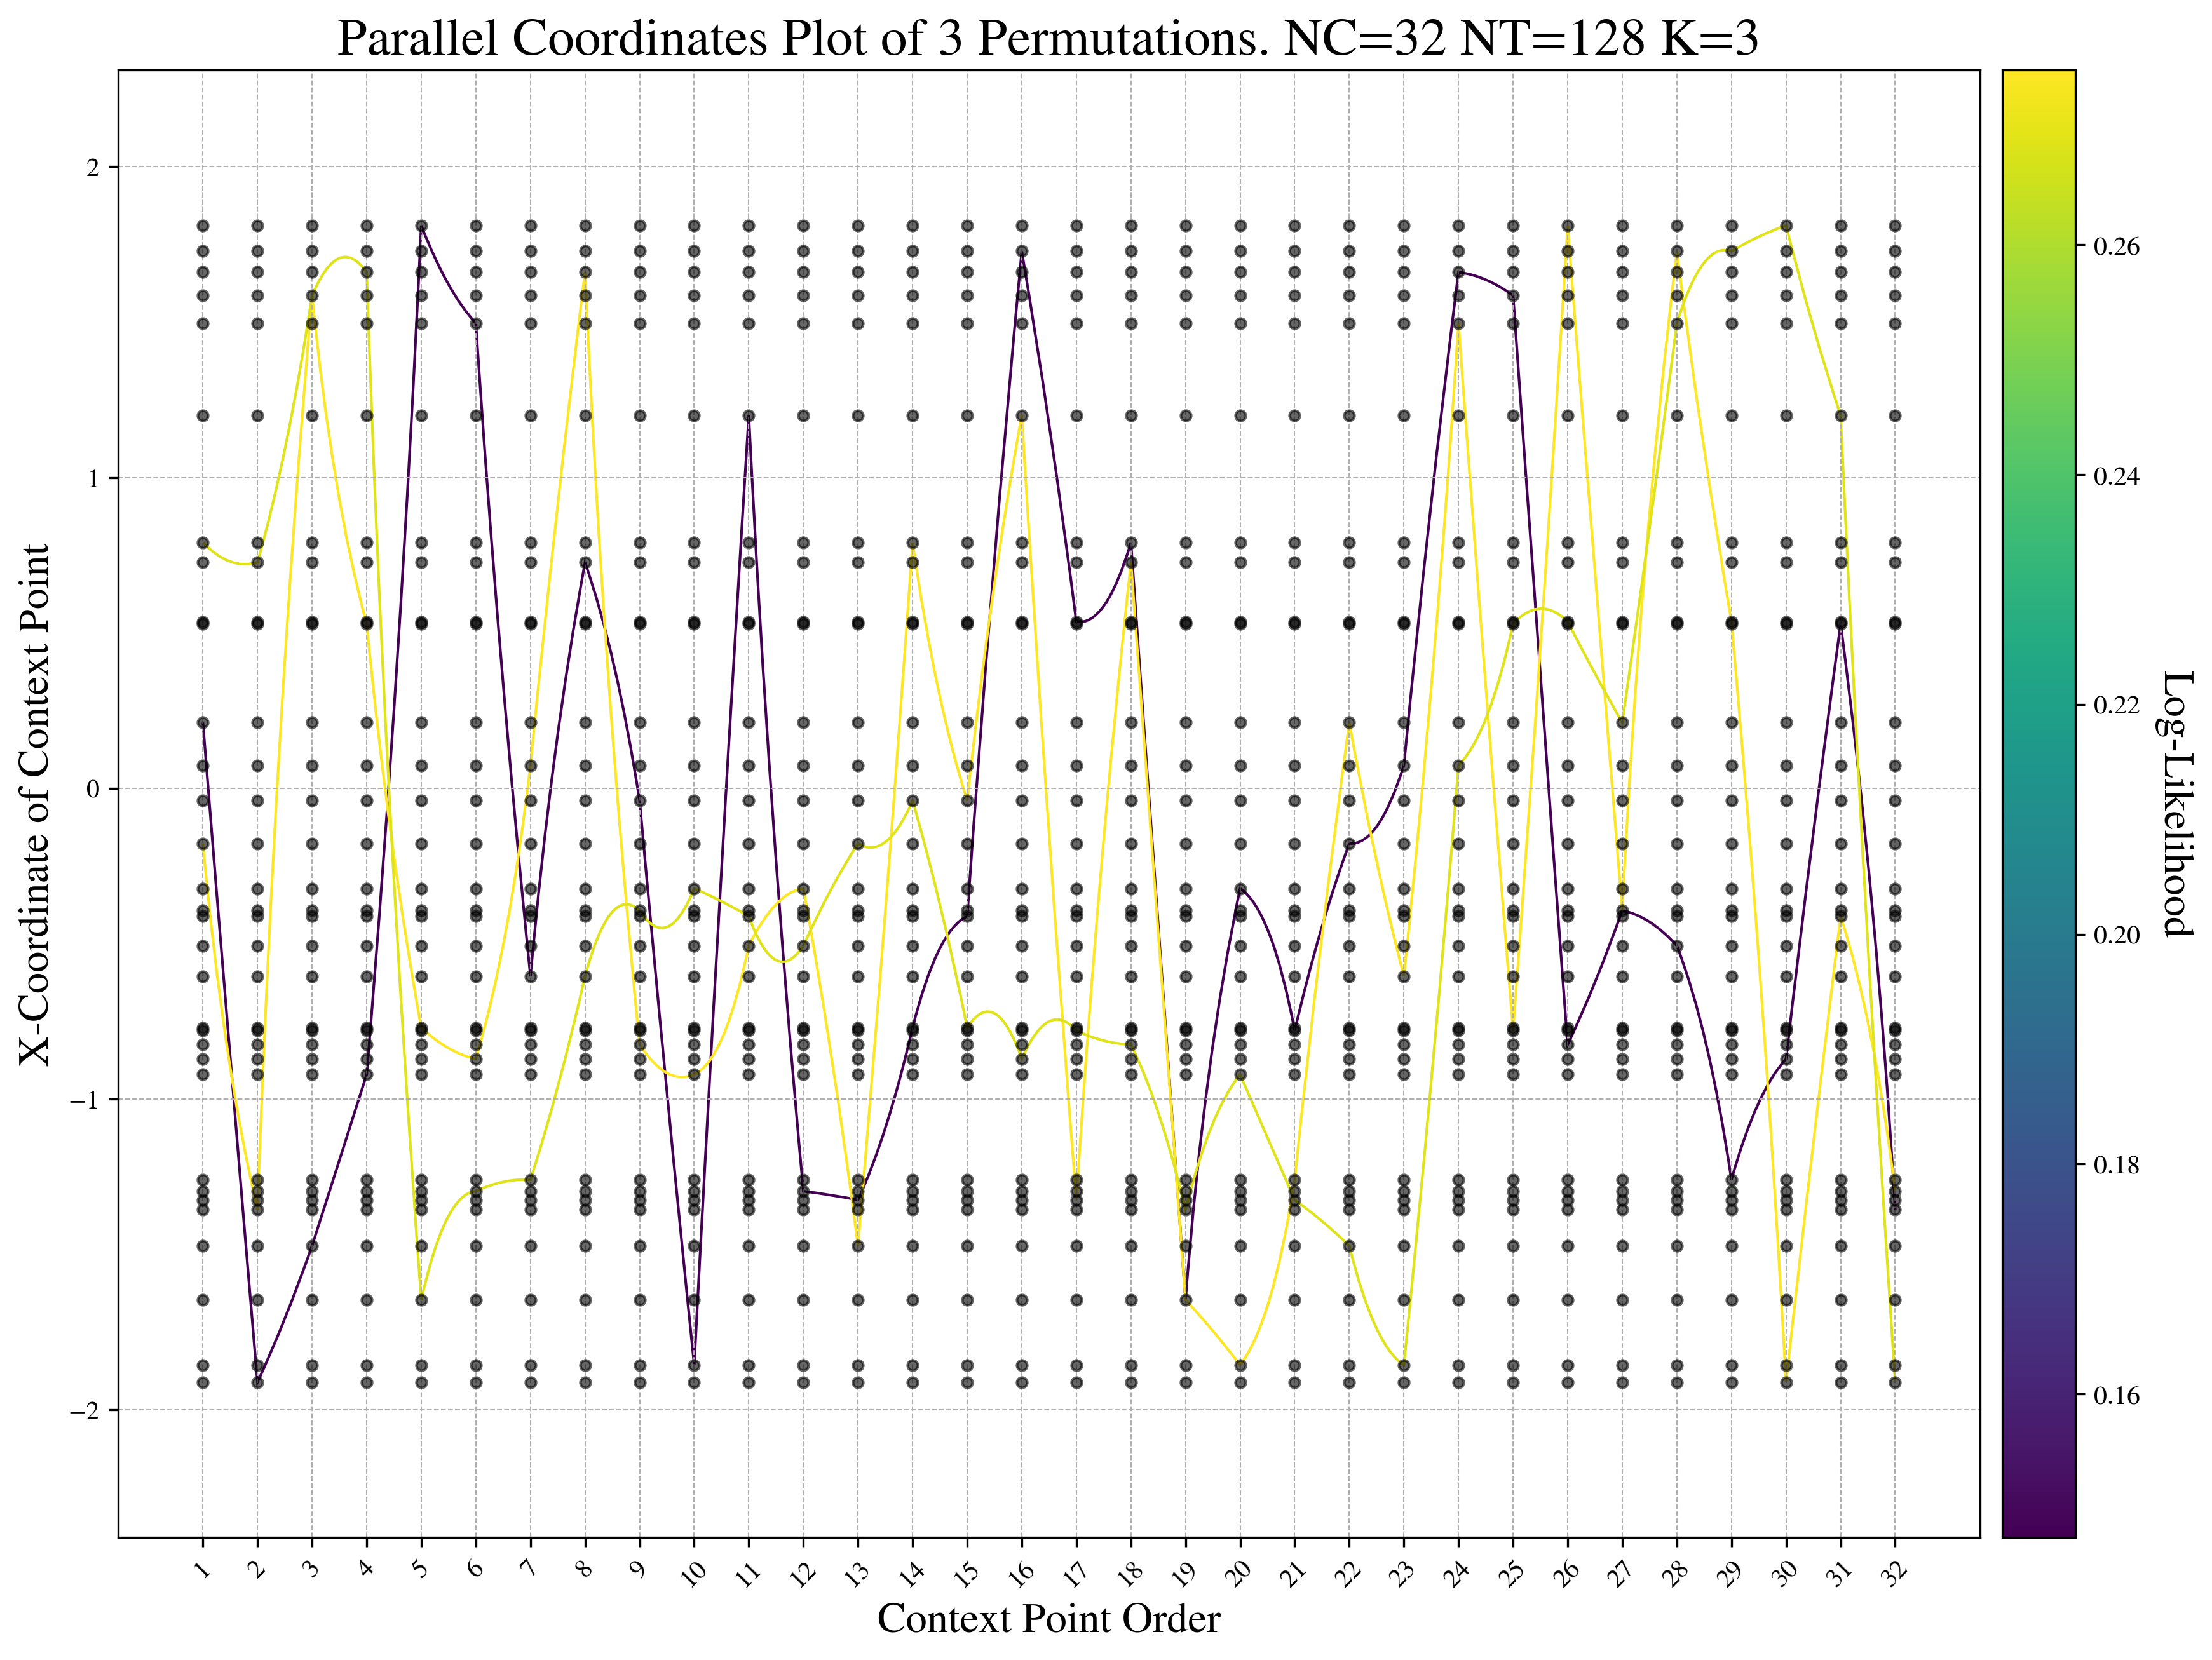 Parallel Coordinates Plot of 3 Permutations. NC=32 NT=128 K=3
X-Coordinate of Context Point
2
1
0
−1
−2
1 2 3 4 5 6 7 8 9 10 11 12 13 14 15 16 17 18 19 20 21 22 23 24 25 26 27 28 29 30 31 32
Context Point Order
0.26
0.24
0.22
0.20
0.18
0.16
Log-Likelihood